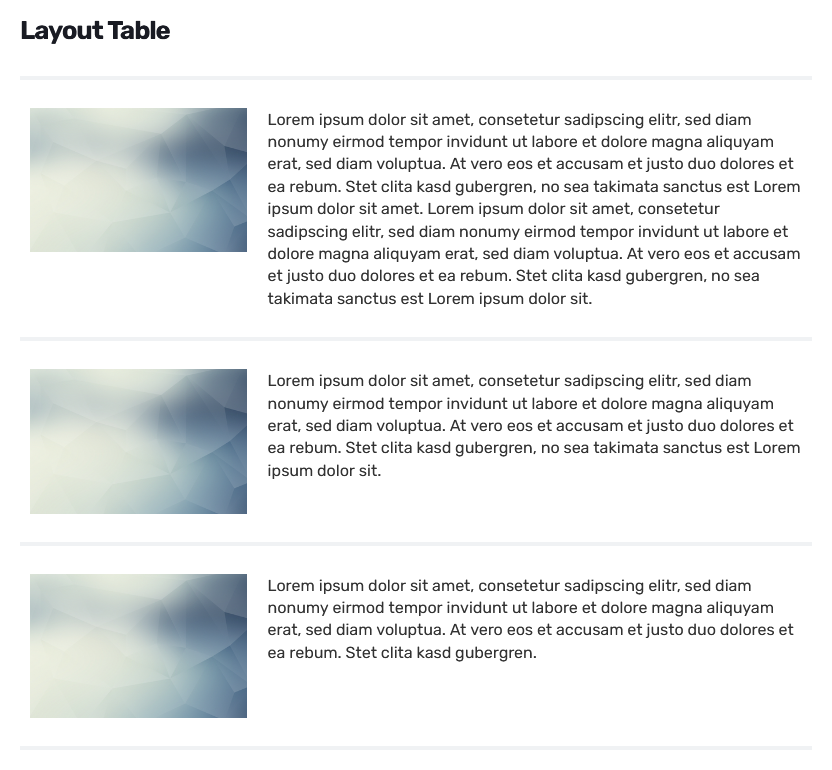 Layout Table
Lorem ipsum dolor sit amet, consetetur sadipscing elitr, sed diam
nonumy eirmod tempor invidunt ut labore et dolore magna aliquyam
erat, sed diam voluptua. At vero eos et accusam et justo duo dolores et
ea rebum. Stet clita kasd gubergren, no sea takimata sanctus est Lorem
ipsum dolor sit amet. Lorem ipsum dolor sit amet, consetetur
sadipscing elitr, sed diam nonumy eirmod tempor invidunt ut labore et
dolore magna aliquyam erat, sed diam voluptua. At vero eos et accusam
et justo duo dolores et ea rebum. Stet clita kasd gubergren, no sea
takimata sanctus est Lorem ipsum dolor sit.
Lorem ipsum dolor sit amet, consetetur sadipscing elitr, sed diam
nonumy eirmod tempor invidunt ut labore et dolore magna aliquyam
erat, sed diam voluptua. At vero eos et accusam et justo duo dolores et
ea rebum. Stet clita kasd gubergren, no sea takimata sanctus est Lorem
ipsum dolor sit.
Lorem ipsum dolor sit amet, consetetur sadipscing elitr, sed diam
nonumy eirmod tempor invidunt ut labore et dolore magna aliquyam
erat, sed diam voluptua. At vero eos et accusam et justo duo dolores et
ea rebum. Stet clita kasd gubergren.